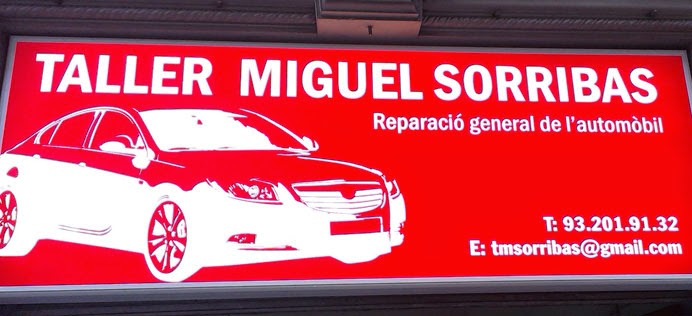 TALLER MIGUEL SORRIBAS
Reparació general de l'automòbil
T: 93.201.91.32
E: tmsorribas@gmail.com